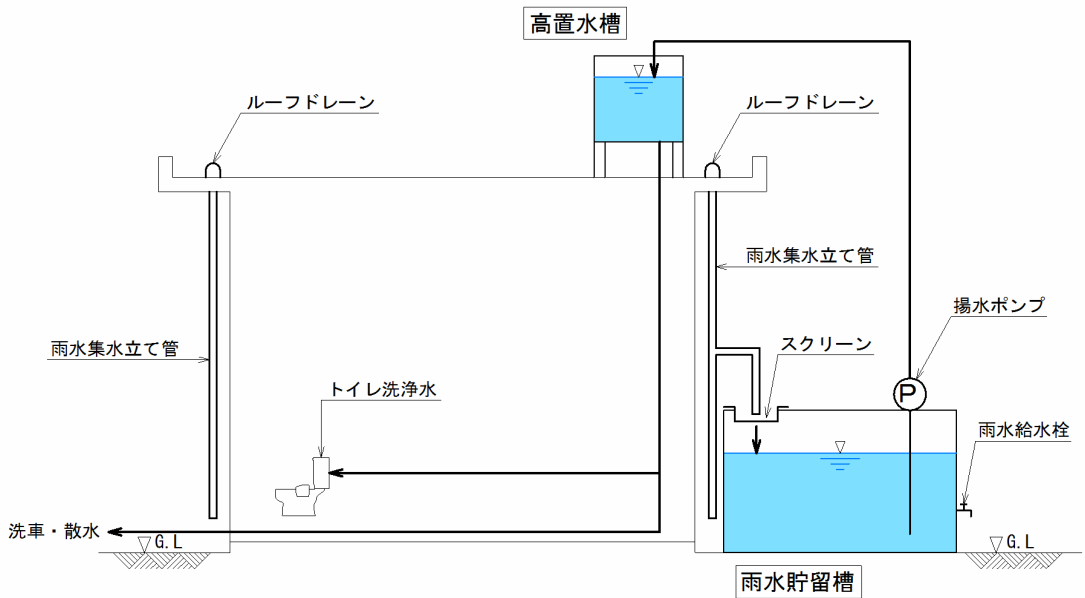 高置水槽
ルーフドレーン
ルーフドレーン
雨水集水立て管
揚水ポンプ
雨水集水立て管
スクリーン
トイレ洗浄水
P
雨水給水栓
洗車・散水
G.L
G.L
雨水貯留槽